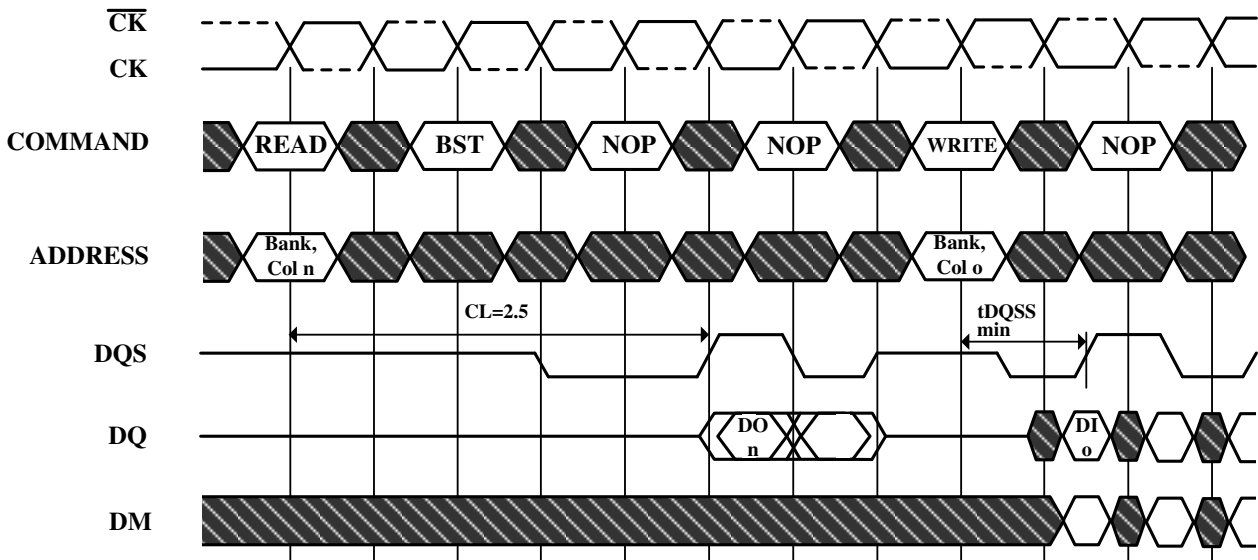 CK
CK
COMMAND
READ
BST
NOP
NOP
WRITE
NOP
ADDRESS
Bank,
Col n
Bank,
Col o
CL=2.5
tDQSS
min
DQS
DQ
DO
n
DI
o
DM